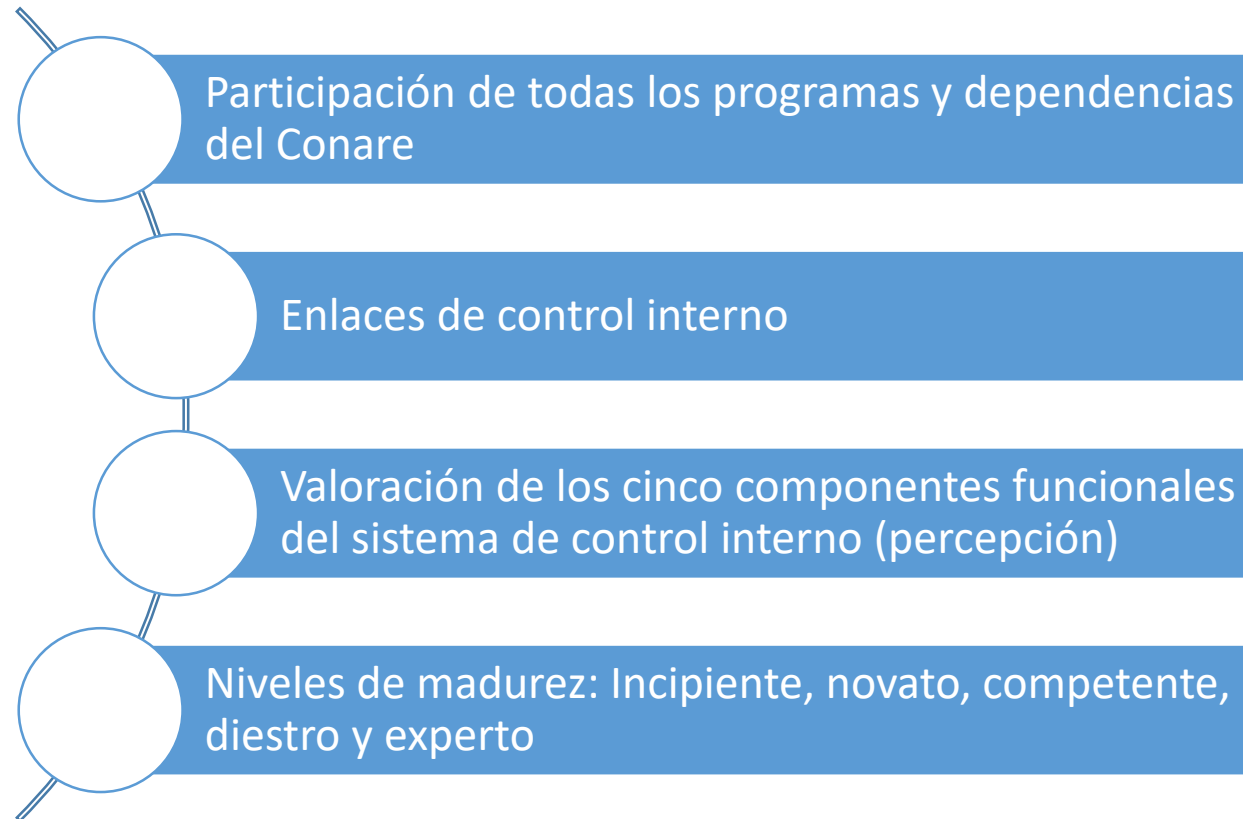 Participación de todas los programas y dependencias
del Conare
Enlaces de control interno
Valoración de los cinco componentes funcionales
del sistema de control interno (percepción)
Niveles de madurez: Incipiente, novato, competente,
diestro y experto